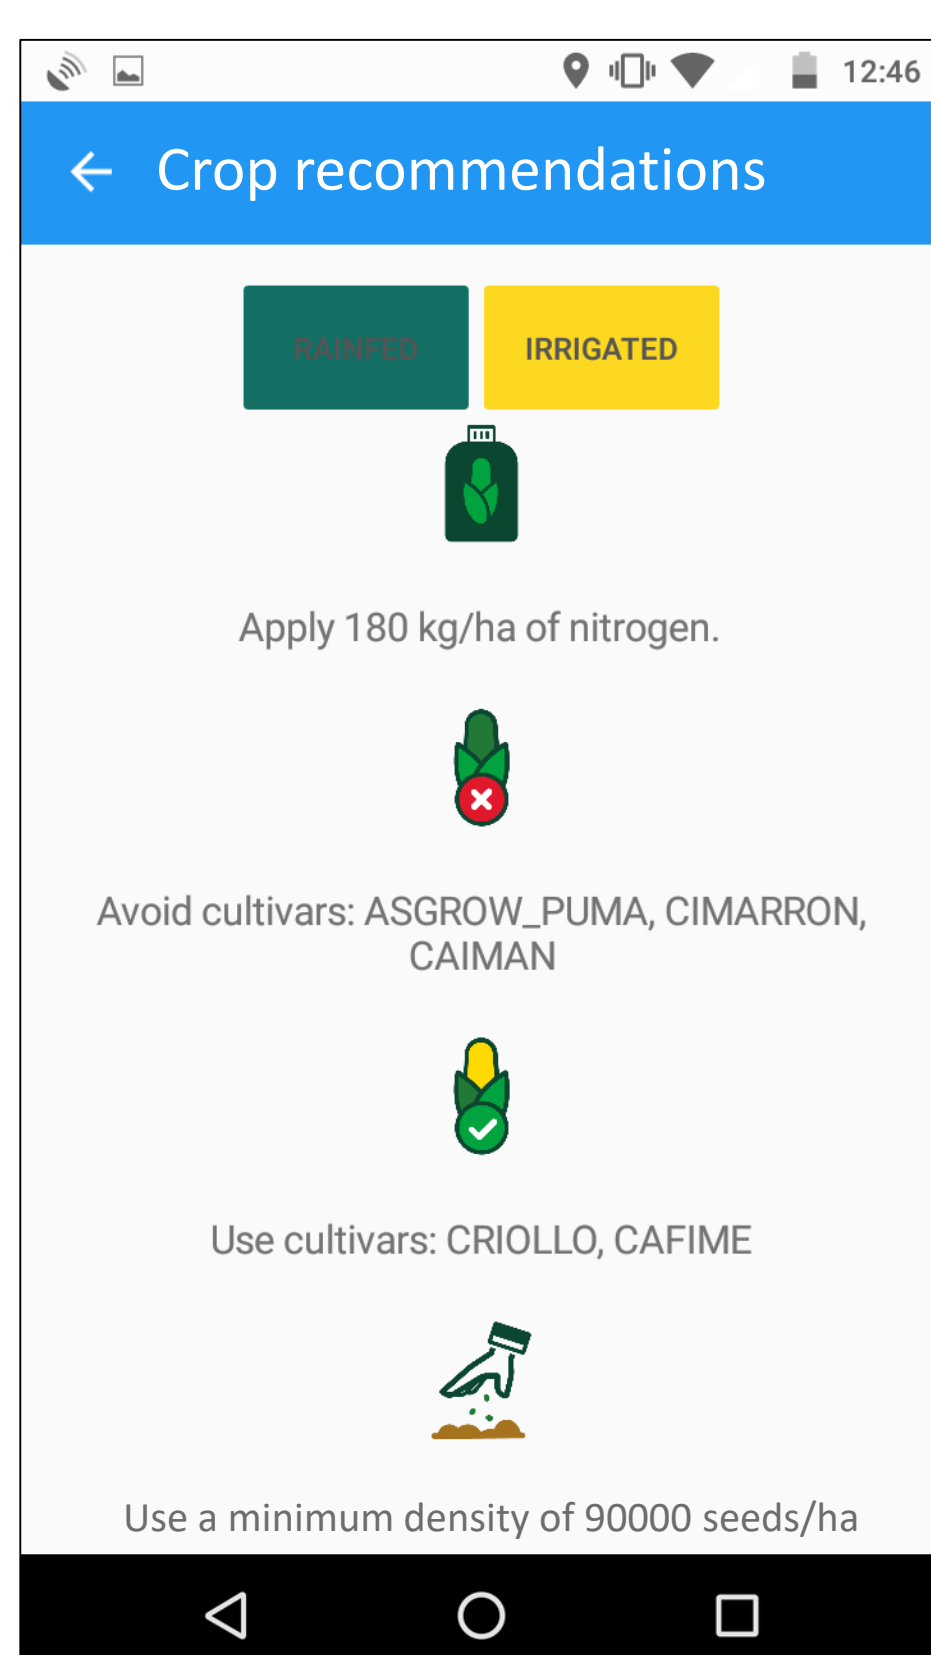 12:46
Crop recommendations
RAINFED IRRIGATED
Apply 180 kg/ha of nitrogen.
Avoid cultivars: ASGROW_PUMA, CIMARRON,
CAIMAN
Use cultivars: CRIOLLO, CAFIME
Use a minimum density of 90000 seeds/ha